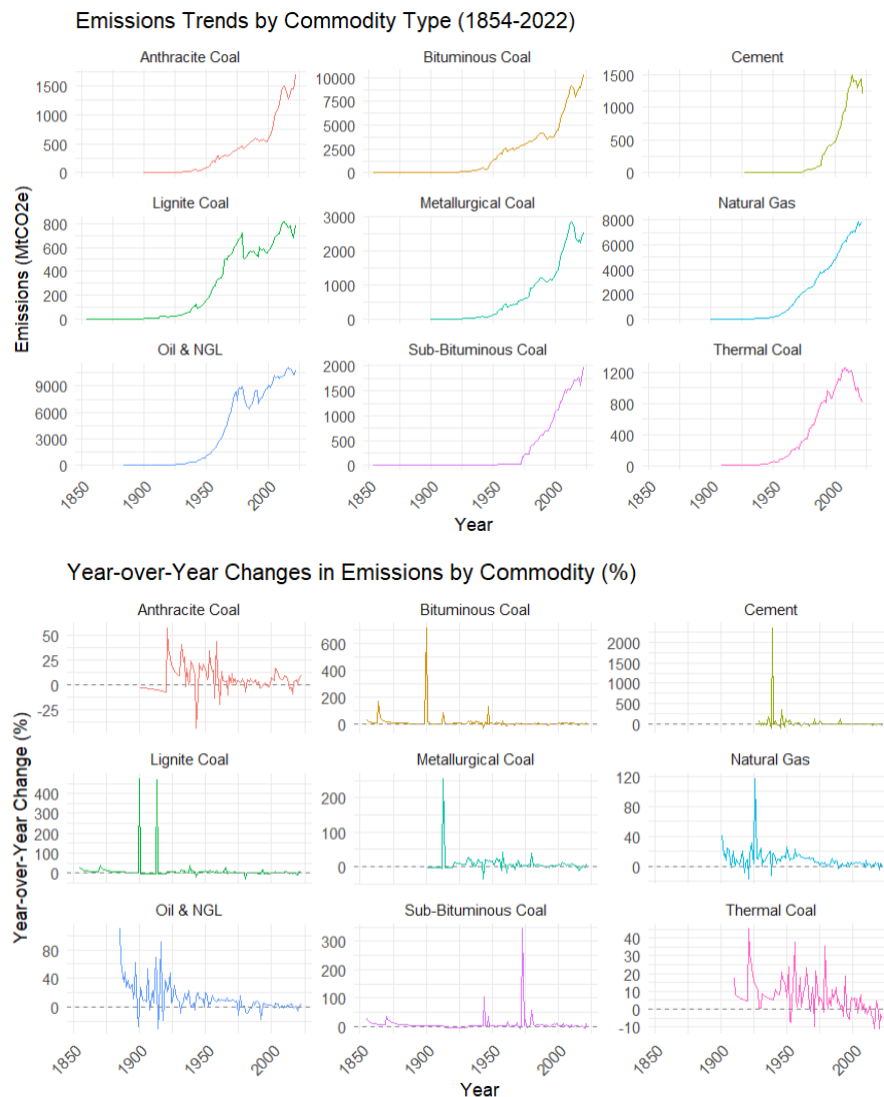 Emissions Trends by Commodity Type (1854-2022)
Anthracite Coal
Bituminous Coal
Cement
1500
1000
500
0
10000
7500
5000
2500
0
1500
1000
500
0
Lignite Coal
Metallurgical Coal
Natural Gas
800
600
400
200
0
3000
2000
1000
0
8000
6000
4000
2000
0
Emissions (MtCO2e)
Oil & NGL
Sub-Bituminous Coal
Thermal Coal
9000
6000
3000
0
2000
1500
1000
500
0
1200
800
400
0
1850 1900 1950 2000
1850 1900 1950 2000
1850 1900 1950 2000
Year
Year-over-Year Changes in Emissions by Commodity (%)
Anthracite Coal
Bituminous Coal
Cement
50
25
0
-25
600
400
200
0
2000
1500
1000
500
0
Year-over-Year Change (%)
Lignite Coal
Metallurgical Coal
Natural Gas
400
300
200
100
0
200
100
0
120
80
40
0
Oil & NGL
Sub-Bituminous Coal
Thermal Coal
80
40
0
300
200
100
0
40
30
20
10
0
-10
1850 1900 1950 2000
1850 1900 1950 2000
1850 1900 1950 2000
Year